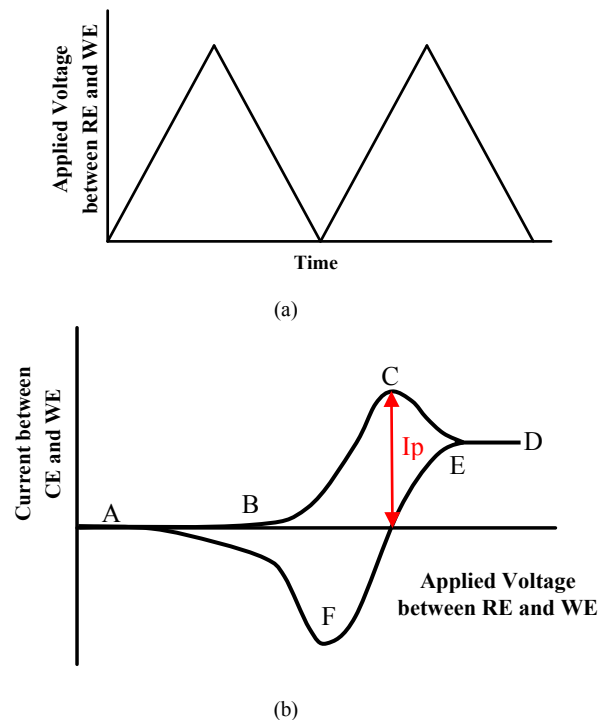 Applied Voltage
between RE and WE
Time
(a)
Current between
CE and WE
A
B
C
Ip
D
E
F
Applied Voltage
between RE and WE
(b)